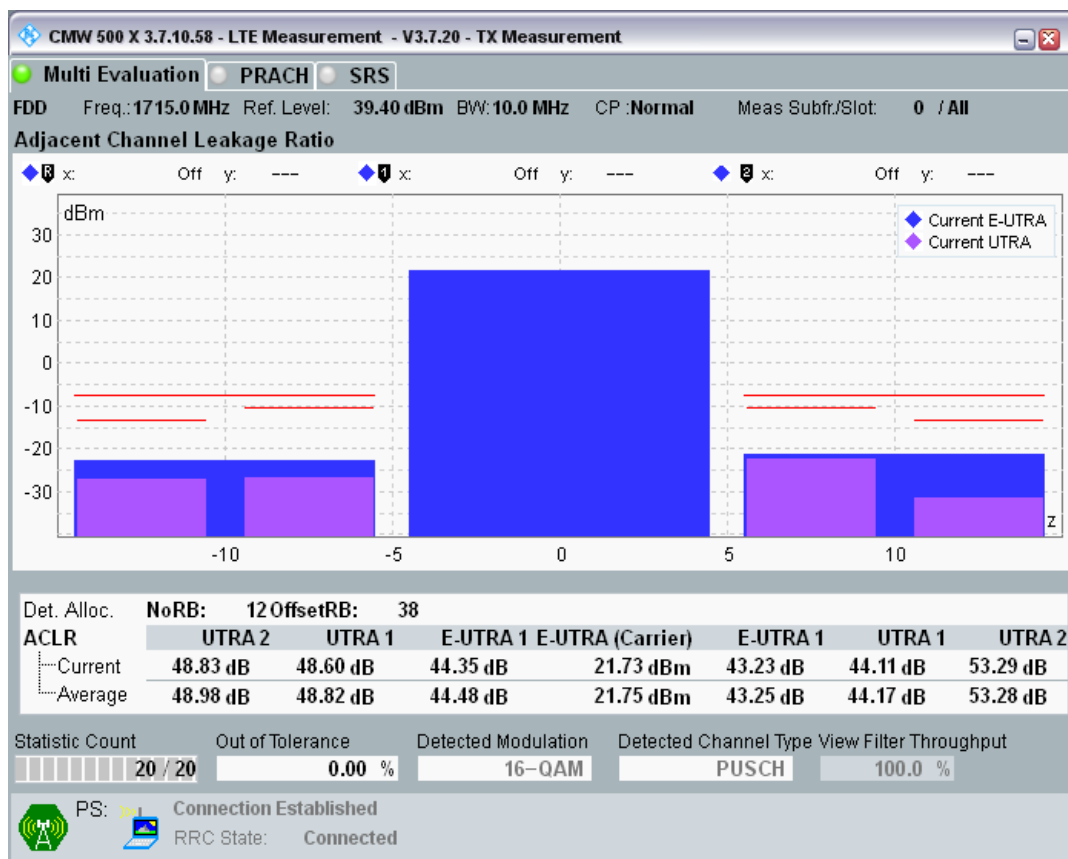 CMW 500 X 3.7.10.58 - LTE Measurement - V3.7.20 - TX Measurement
Multi Evaluation PRACH SRS
FDD Freq.:1715.0 MHz Ref. Level: 39.40 dBm BW: 10.0 MHz CP :Normal Meas Subfr./Slot: 0 / All
Adjacent Channel Leakage Ratio
R x: Off y: --- 1 x: Off y: --- 2 x: Off y: ---
dBm
Current E-UTRA
Current UTRA
30
20
10
0
-10
-20
-30
z
-10 -5 0 5 10
Det. Alloc. NoRB: 12 OffsetRB: 38
ACLR UTRA 2 UTRA 1 E-UTRA 1 E-UTRA (Carrier) E-UTRA 1 UTRA 1 UTRA 2
Current 48.83 dB 48.60 dB 44.35 dB 21.73 dBm 43.23 dB 44.11 dB 53.29 dB
Average 48.98 dB 48.82 dB 44.48 dB 21.75 dBm 43.25 dB 44.17 dB 53.28 dB
Statistic Count Out of Tolerance Detected Modulation Detected Channel Type View Filter Throughput
20 / 20 0.00 % 16-QAM PUSCH 100.0 %
PS: Connection Established
RRC State: Connected